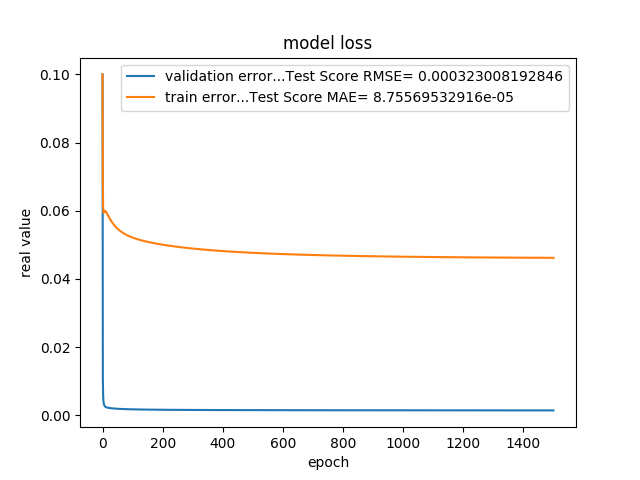 model loss
validation error...Test Score RMSE= 0.000323008192846
train error...Test Score MAE= 8.75569532916e-05
real value
0.10
0.08
0.06
0.04
0.02
0.00
0 200 400 600 800 1000 1200 1400
epoch